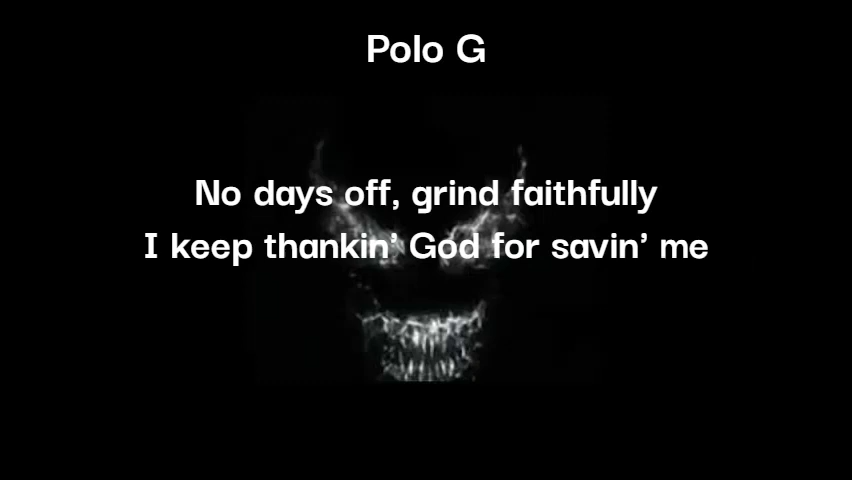 Polo G
No days off, grind faithfully
I keep thankin’ God for savin’ me